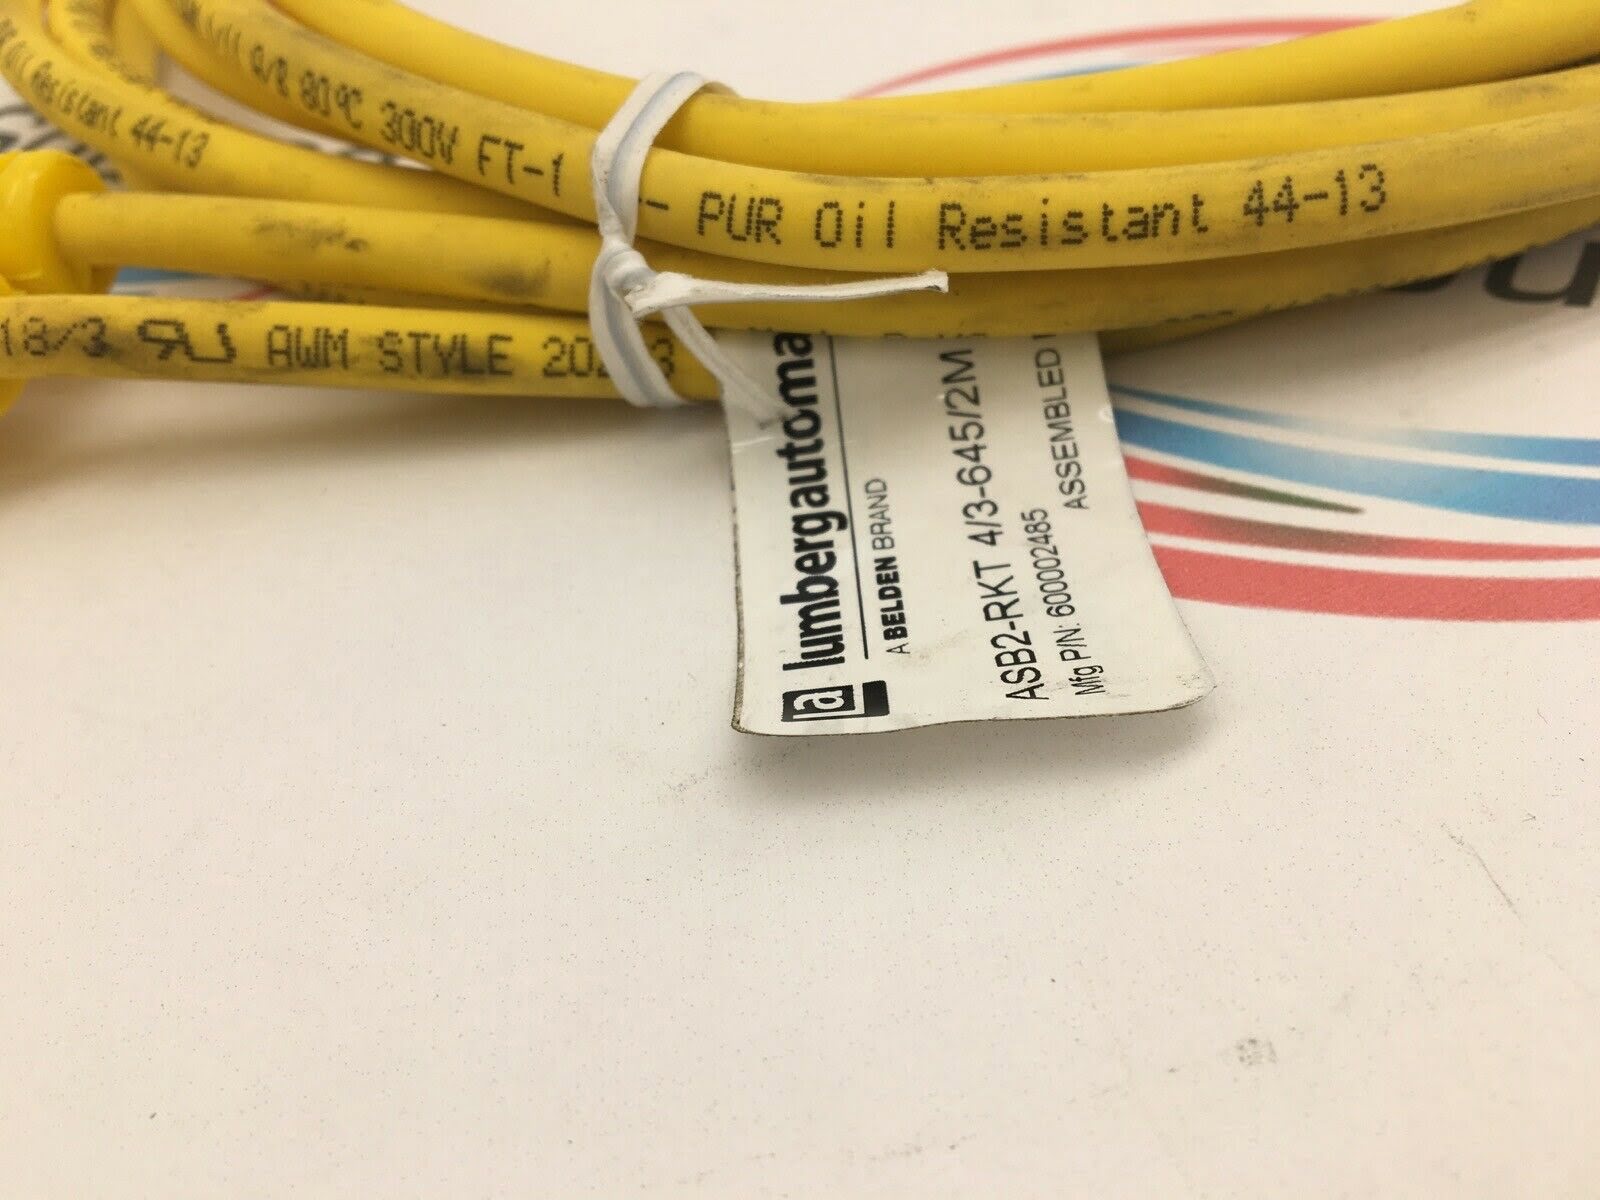 Oil Resistant 44-13
A/B 80°C 300V FT-1
PUR Oil Resistant 44-13
18/3 AWM STYLE
a lumbergautoma
A BELDEN BRAND
ASB2-RKT 4/3-645/2M
Mfg P/N: 600002485
ASSEMBLED